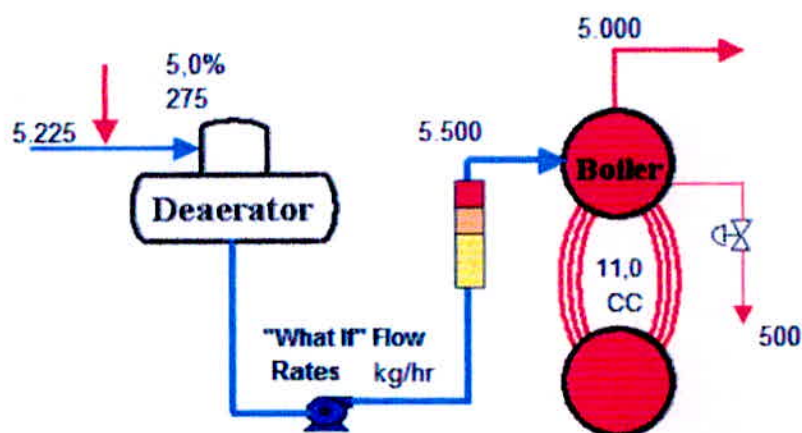 5.000
5,0%
275
5.225
5.500
Boiler
Deaerator
11,0
CC
"What If" Flow
Rates kg/hr
500